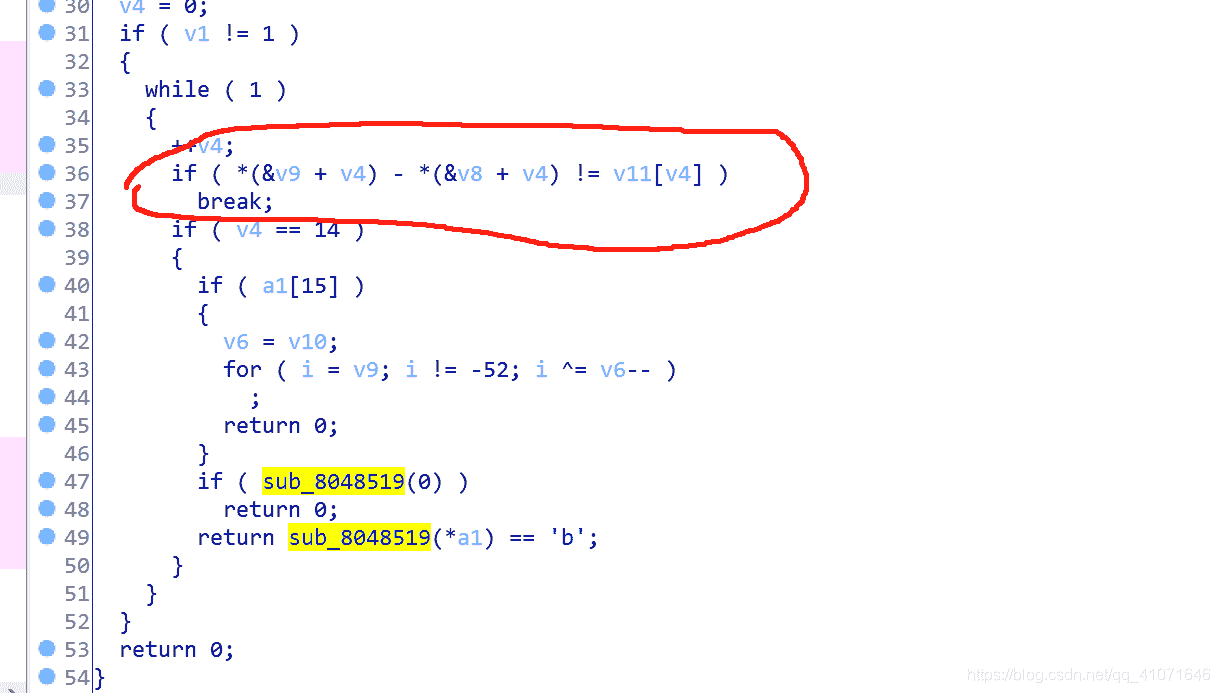 30 v4 = 0;
31 if ( v1 != 1 )
32 {
33 while ( 1 )
34 {
35 ++v4;
36 if ( *(&v9 + v4) - *(&v8 + v4) != v11[v4] )
37 break;
38 if ( v4 == 14 )
39 {
40 if ( a1[15] )
41 {
42 v6 = v10;
43 for ( i = v9; i != -52; i ^= v6-- )
44 ;
45 return 0;
46 }
47 if ( sub_8048519(0) )
48 return 0;
49 return sub_8048519(*a1) == 'b';
50 }
51 }
52 }
53 return 0;
54 }
https://blog.csdn.net/qq_41071646